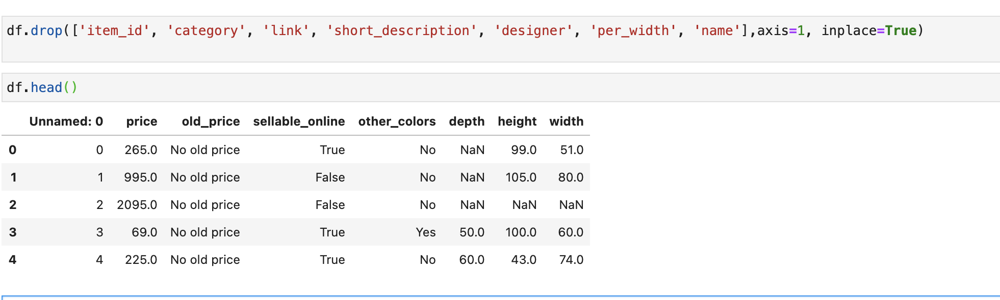 df.drop(['item_id', 'category', 'link', 'short_description', 'designer', 'per_width', 'name'],axis=1, inplace=True)
df.head()
Unnamed: 0 price old_price sellable_online other_colors depth height width
0 0 265.0 No old price True No NaN 99.0 51.0
1 1 995.0 No old price False No NaN 105.0 80.0
2 2 2095.0 No old price False No NaN NaN NaN
3 3 69.0 No old price True Yes 50.0 100.0 60.0
4 4 225.0 No old price True No 60.0 43.0 74.0